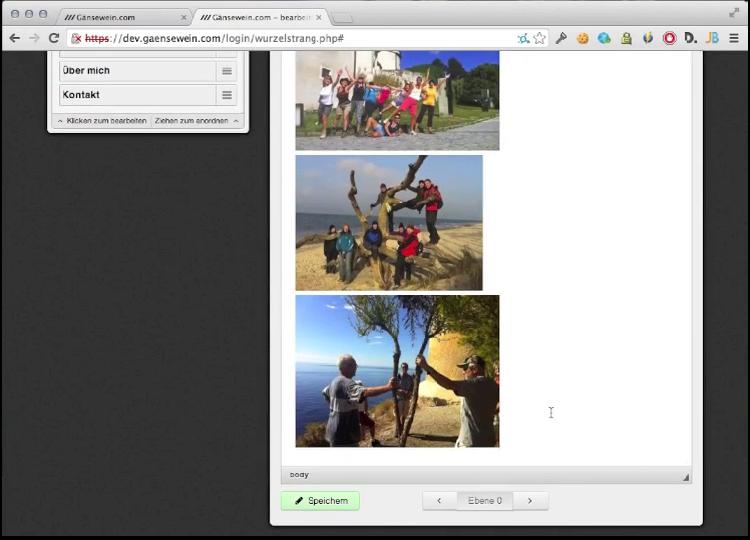 Gänsewein.com
Gänsewein.com – bearbei
https://dev.gaensewein.com/login/wurzelstrang.php#
D.
JB
Über mich
Kontakt
Klicken zum bearbeiten
Ziehen zum anordnen
body
Speichern
Ebene 0